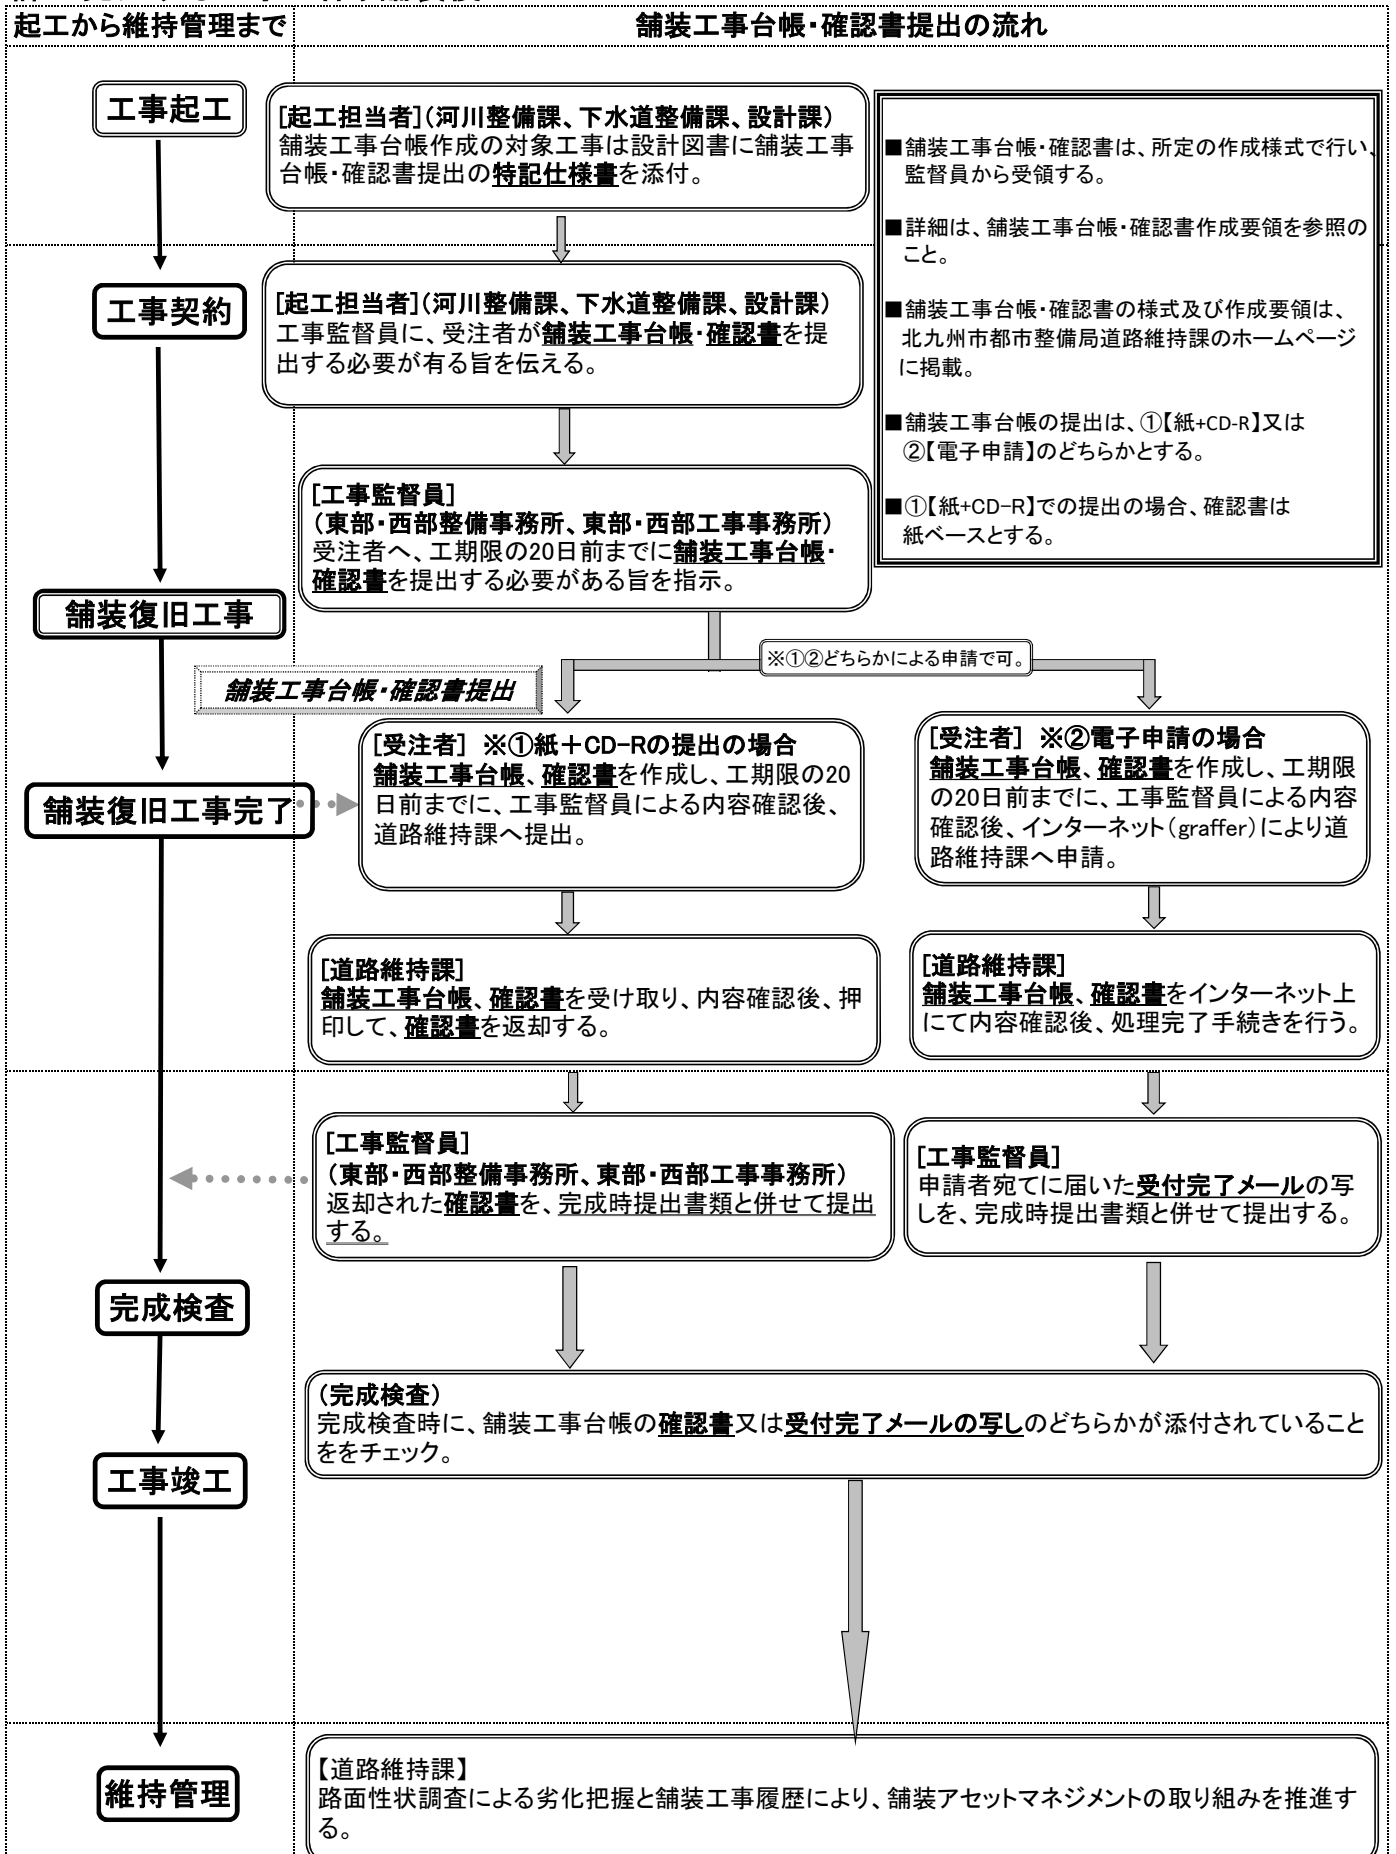 起工から維持管理まで
舗装工事台帳・確認書提出の流れ
工事起工
[起工担当者](河川整備課、下水道整備課、設計課)
舗装工事台帳作成の対象工事は設計図書に舗装工事
台帳・確認書提出の特記仕様書を添付。
■舗装工事台帳・確認書は、所定の作成様式で行い、
監督員から受領する。
■詳細は、舗装工事台帳・確認書作成要領を参照の
こと。
■舗装工事台帳・確認書の様式及び作成要領は、
北九州市都市整備局道路維持課のホームページ
に掲載。
■舗装工事台帳の提出は、①【紙+CD-R】又は
②【電子申請】のどちらかとする。
■①【紙+CD-R】での提出の場合、確認書は
紙ベースとする。
工事契約
[起工担当者](河川整備課、下水道整備課、設計課)
工事監督員に、受注者が舗装工事台帳・確認書を提
出する必要が有る旨を伝える。
[工事監督員]
(東部・西部整備事務所、東部・西部工事事務所)
受注者へ、工期限の20日前までに舗装工事台帳・
確認書を提出する必要がある旨を指示。
舗装復旧工事
※①②どちらかによる申請で可。
舗装工事台帳・確認書提出
[受注者] ※①紙+CD-Rの提出の場合
舗装工事台帳、確認書を作成し、工期限の20
日前までに、工事監督員による内容確認後、
道路維持課へ提出。
[受注者] ※②電子申請の場合
舗装工事台帳、確認書を作成し、工期限
の20日前までに、工事監督員による内容
確認後、インターネット(graffer)により道
路維持課へ申請。
舗装復旧工事完了
[道路維持課]
舗装工事台帳、確認書を受け取り、内容確認後、押
印して、確認書を返却する。
[道路維持課]
舗装工事台帳、確認書をインターネット上
にて内容確認後、処理完了手続きを行う。
[工事監督員]
(東部・西部整備事務所、東部・西部工事事務所)
返却された確認書を、完成時提出書類と併せて提出
する。
[工事監督員]
申請者宛てに届いた受付完了メールの写
しを、完成時提出書類と併せて提出する。
完成検査
(完成検査)
完成検査時に、舗装工事台帳の確認書又は受付完了メールの写しのどちらかが添付されていること
ををチェック。
工事竣工
維持管理
【道路維持課】
路面性状調査による劣化把握と舗装工事履歴により、舗装アセットマネジメントの取り組みを推進す
る。